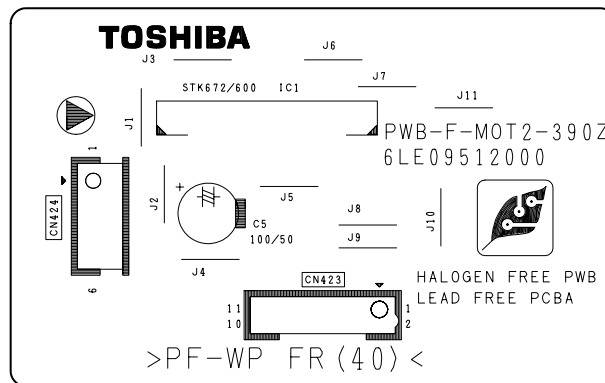 TOSHIBA
J3
J6
STK672/600 IC1
J7
J11
J1
PWB-F-MOT2-390Z
6LE09512000
1
CN424
6
J2
+
J5
C5
100/50
J8
J9
J10
J4
CN423
11
10
1
2
HALOGEN FREE PWB
LEAD FREE PCBA
>PF-WP FR(40)<